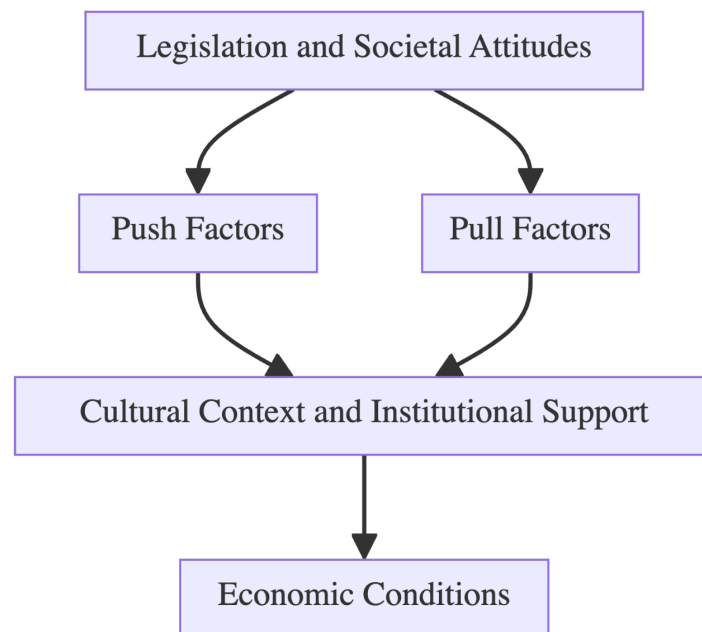 Legislation and Societal Attitudes
Push Factors
Pull Factors
Cultural Context and Institutional Support
Economic Conditions